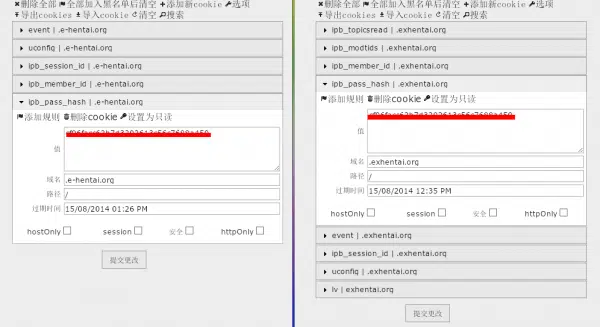 删除全部 全部加入黑名单后清空 添加新cookie 选项
导出cookies 导入cookie 清空 搜索
event | .e-hentai.org
uconfig | .e-hentai.org
ipb_session_id | .e-hentai.org
ipb_member_id | .e-hentai.org
ipb_pass_hash | .e-hentai.org
添加规则 删除cookie 设置为只读
值
域名 .e-hentai.org
路径 /
过期时间 15/08/2014 01:26 PM
hostOnly session 安全 httpOnly
提交更改
删除全部 全部加入黑名单后清空 添加新cookie 选项
导出cookies 导入cookie 清空 搜索
ipb_topicsread | .exhentai.org
ipb_modtids | .exhentai.org
ipb_member_id | .exhentai.org
ipb_pass_hash | .exhentai.org
添加规则 删除cookie 设置为只读
值
域名 .exhentai.org
路径 /
过期时间 15/08/2014 12:35 PM
hostOnly session 安全 httpOnly
event | .exhentai.org
ipb_session_id | .exhentai.org
uconfig | .exhentai.org
lv | exhentai.org
提交更改